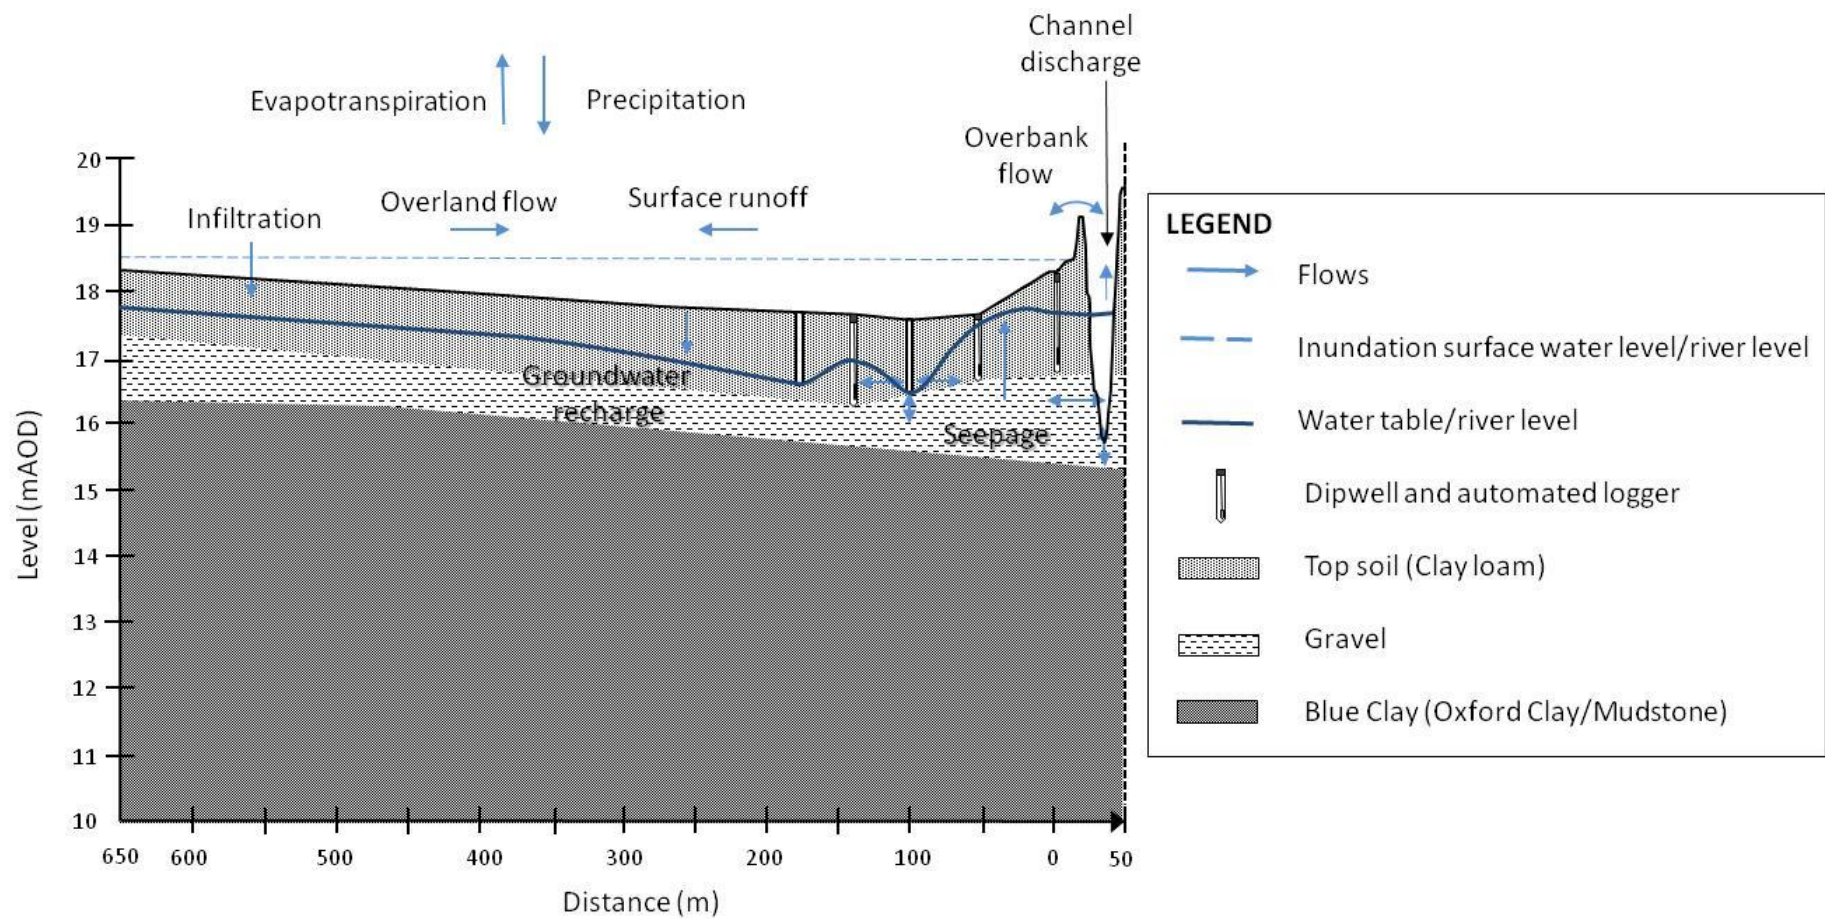 Channel
discharge
Evapotranspiration
Precipitation
Overbank
flow
Infiltration
Overland flow
Surface runoff
20
19
18
17
16
15
14
13
12
11
10
Level (mAOD)
Groundwater
recharge
Seepage
650
600
500
400
300
200
100
0
50
Distance (m)
LEGEND
Flows
Inundation surface water level/river level
Water table/river level
Dipwell and automated logger
Top soil (Clay loam)
Gravel
Blue Clay (Oxford Clay/Mudstone)